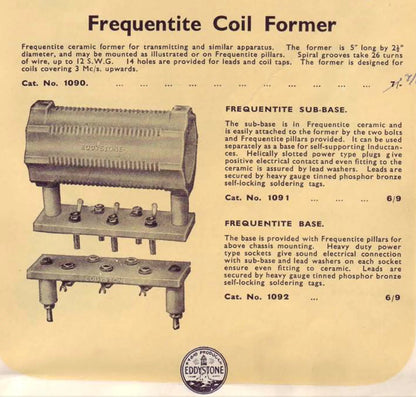 Frequentite Coil Former
Frequentite ceramic former for transmitting and similar apparatus. The former is 5" long by 2½"
diameter, and may be mounted as illustrated or on Frequentite pillars. Spiral grooves take 26 turns
of wire, up to 12 S.W.G. 14 holes are provided for leads and coil taps. The former is designed for
coils covering 3 Mc/s. upwards.
Cat. No. 1090. ... ... ... ... ... ... ... ... ...
EDDYSTONE
FREQUENTITE SUB-BASE.
The sub-base is in Frequentite ceramic and
is easily attached to the former by the two bolts
and Frequentite pillars provided. It can be used
separately as a base for self-supporting Inductan-
ces. Helically slotted power type plugs give
positive electrical contact and even fitting to the
ceramic is assured by lead washers. Leads are
secured by heavy gauge tinned phosphor bronze
self-locking soldering tags.
Cat. No. 1091 ... ... ... 6/9
FREQUENTITE BASE.
The base is provided with Frequentite pillars for
above chassis mounting. Heavy duty power
type sockets give sound electrical connection
with sub-base and lead washers on each socket
ensure even fitting to ceramic. Leads are
secured by heavy gauge tinned phosphor bronze
self-locking soldering tags.
Cat. No. 1092 ... ... 6/9
EDDYSTONE
EDDYSTONE